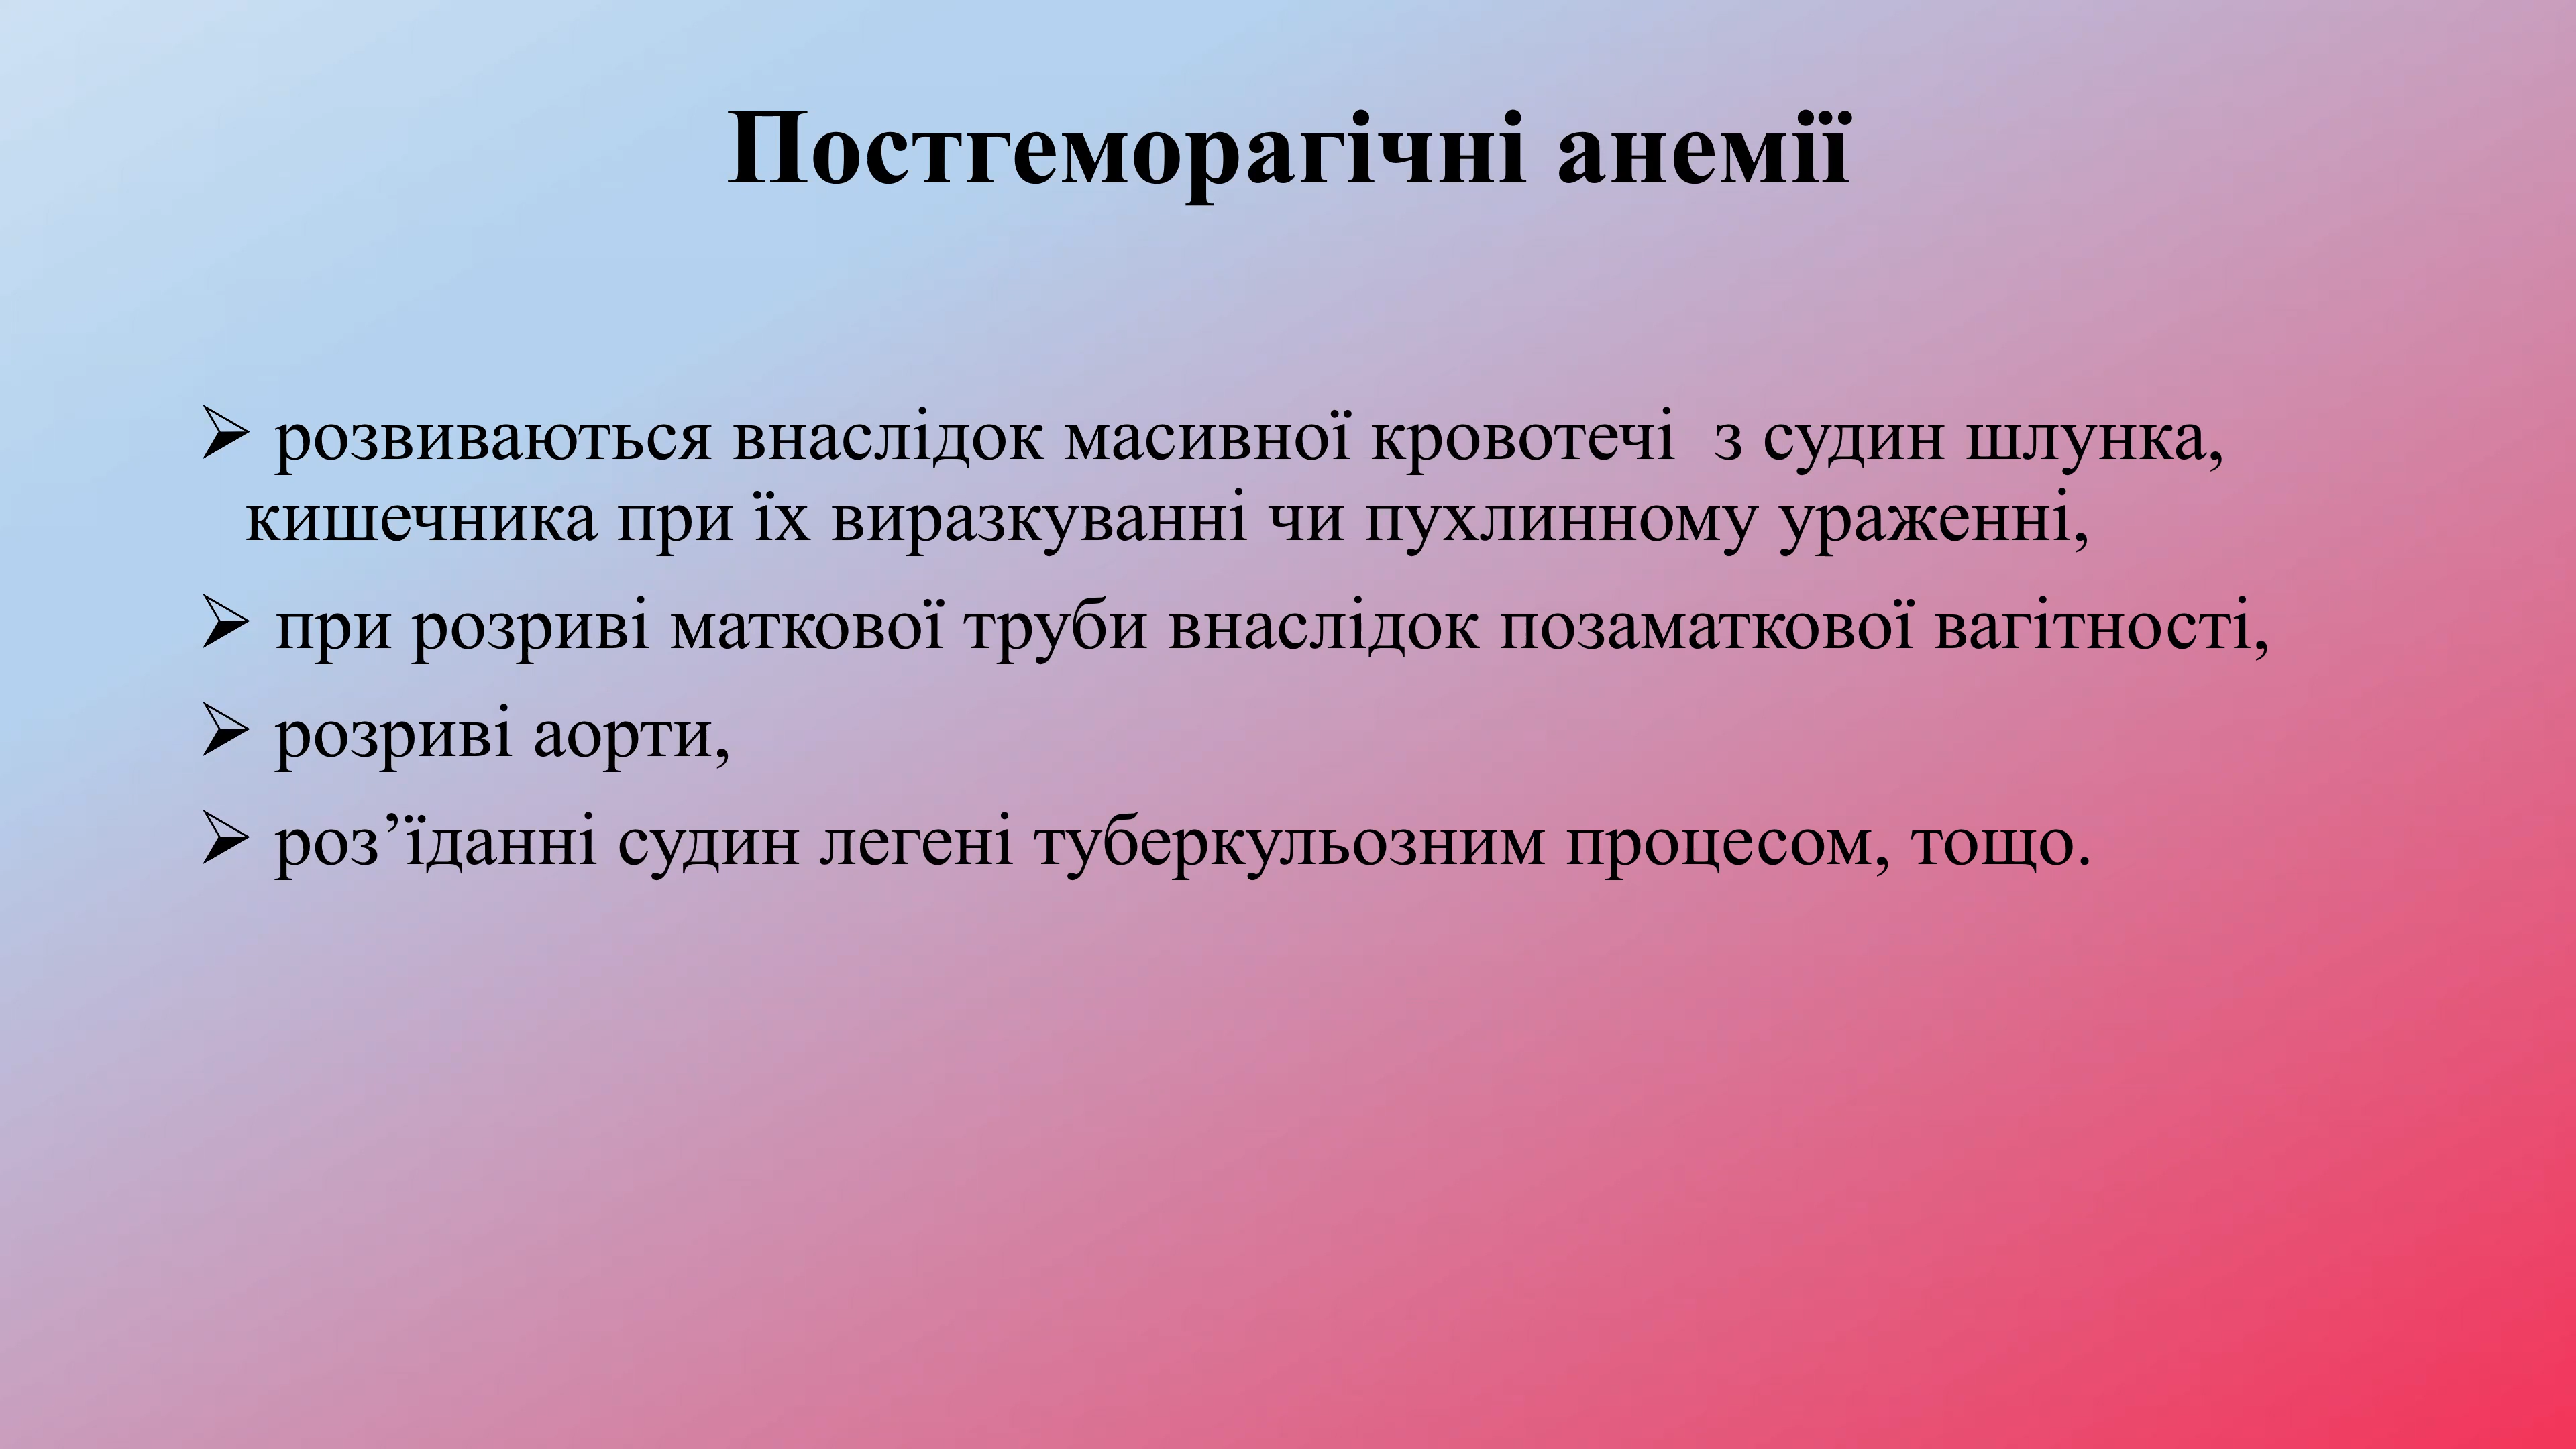 Постгеморагічні анемії
➢ розвиваються внаслідок масивної кровотечі  з судин шлунка,
кишечника при їх виразкуванні чи пухлинному ураженні,
➢ при розриві маткової труби внаслідок позаматкової вагітності,
➢ розриві аорти,
➢ роз’їданні судин легені туберкульозним процесом, тощо.